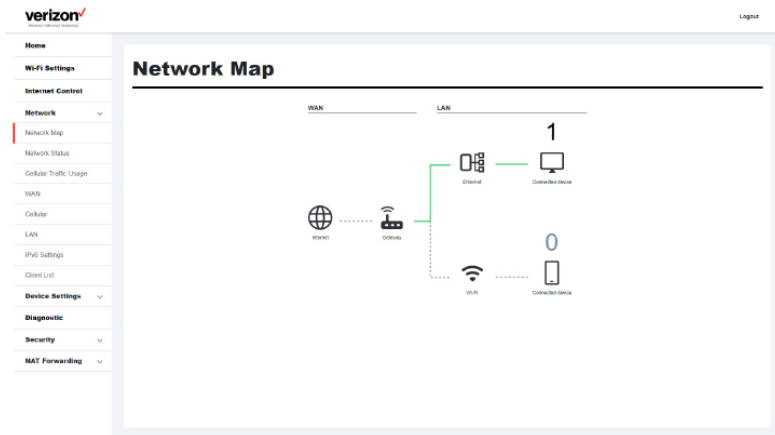 verizon
Verizon Internet Gateway
Logout
Home
Wi-Fi Settings
Internet Control
Network
Network Map
Network Status
Cellular Traffic Usage
WAN
Cellular
LAN
IPv6 Settings
Client List
Device Settings
Diagnostic
Security
NAT Forwarding
Network Map
WAN
LAN
1
Ethernet
Connected device
Internet
Gateway
0
Wi-Fi
Connected device